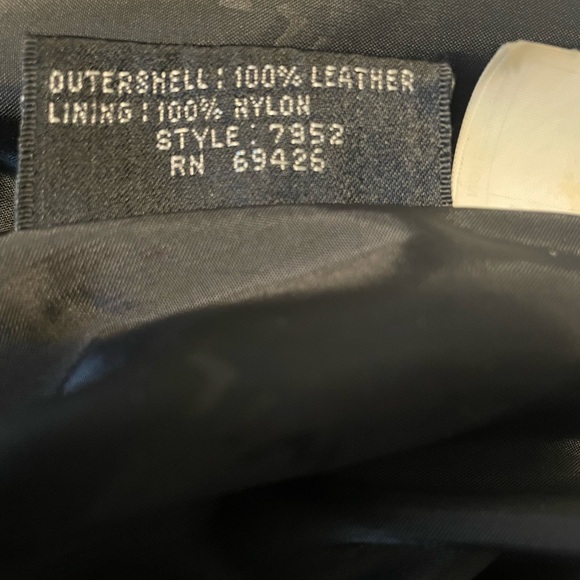 OUTERSHELL: 100% LEATHER
LINING: 100% NYLON
STYLE: 7952
RN 69426